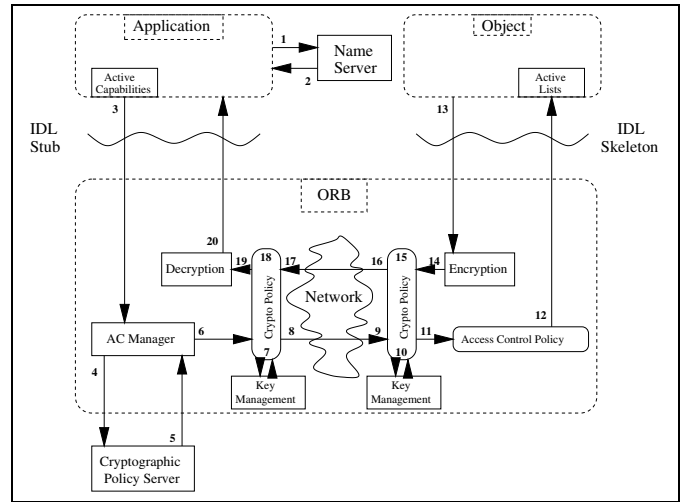 Application
Object
1
Name
Server
2
Active
Capabilities
3
Active
Lists
13
IDL
Stub
IDL
Skeleton
ORB
20
Decryption
19
18
17
16
15
14
Encryption
Crypto Policy
Network
Crypto Policy
12
AC Manager
6
7
8
9
10
11
Access Control Policy
4
Key
Management
Key
Management
5
Cryptographic
Policy Server